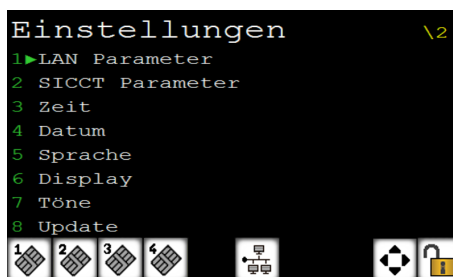 Einstellungen \2
1▶LAN Parameter
2 SICCT Parameter
3 Zeit
4 Datum
5 Sprache
6 Display
7 Töne
8 Update
1 2 3 4